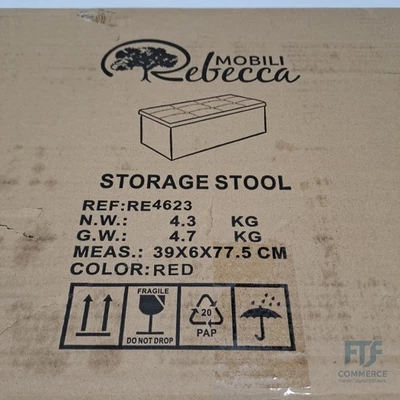 MOBILI
Rebecca
STORAGE STOOL
REF:RE4623
N.W.: 4.3 KG
G.W.: 4.7 KG
MEAS.: 39X6X77.5 CM
COLOR:RED
FRAGILE
DO NOT DROP
20
PAP
FTS
COMMERCE